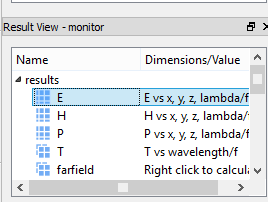 Result View - monitor
Name Dimensions/Value
results
E E vs x, y, z, lambda/f
H H vs x, y, z, lambda/f
P P vs x, y, z, lambda/f
T T vs wavelength/f
farfield Right click to calcula